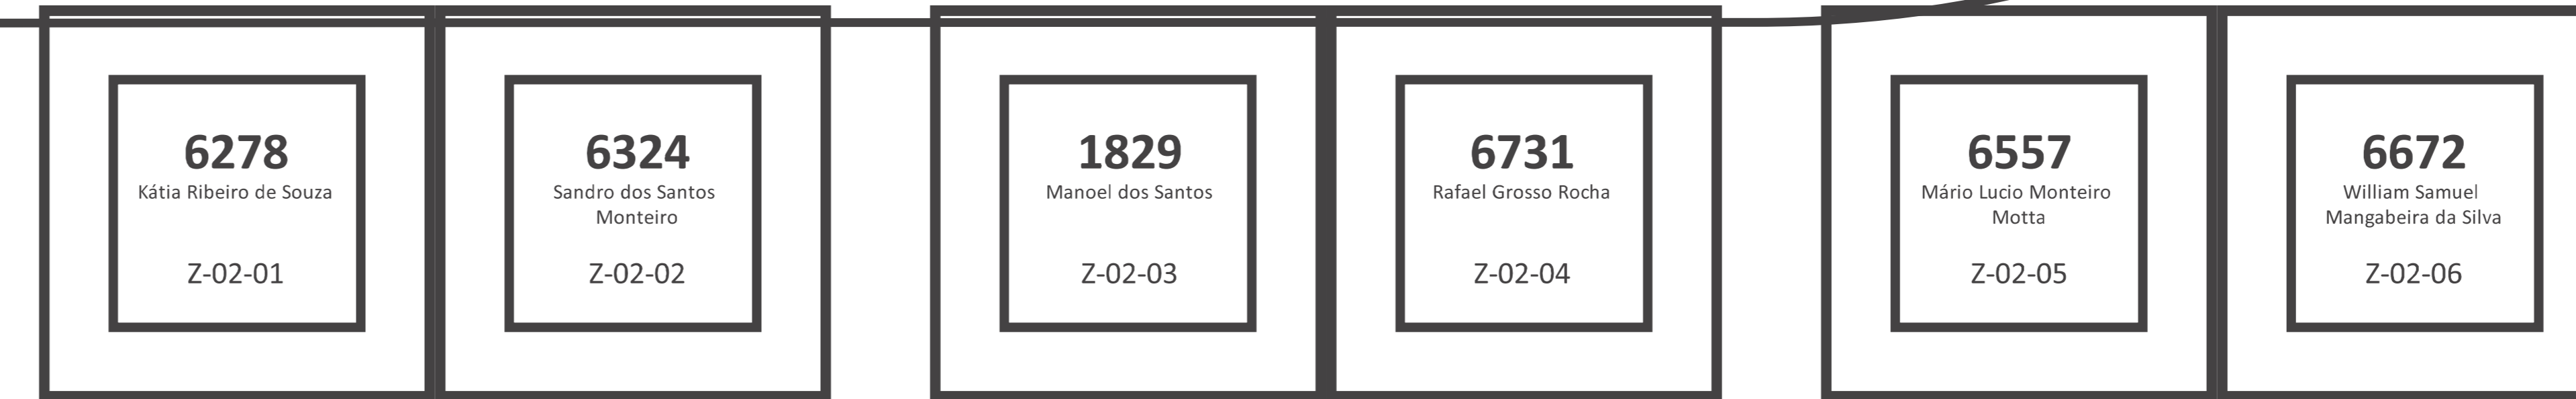 6278
Kátia Ribeiro de Souza
Z-02-01
6324
Sandro dos Santos
Monteiro
Z-02-02
1829
Manoel dos Santos
Z-02-03
6731
Rafael Grosso Rocha
Z-02-04
6557
Mário Lucio Monteiro
Motta
Z-02-05
6672
William Samuel
Mangabeira da Silva
Z-02-06